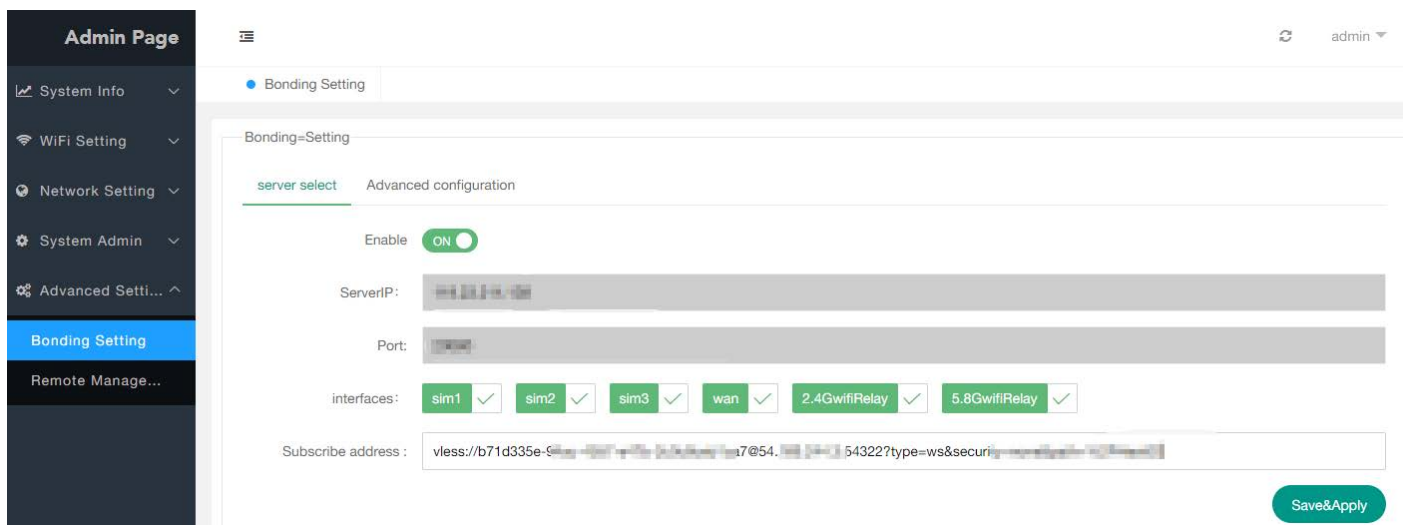 Admin Page
admin
System Info
Bonding Setting
WiFi Setting
Bonding=Setting
Network Setting
server select
Advanced configuration
System Admin
Enable
ON
Advanced Setti...
ServerIP:
Bonding Setting
Port:
Remote Manage...
interfaces:
sim1
sim2
sim3
wan
2.4GwifiRelay
5.8GwifiRelay
Subscribe address :
vless://b71d335e-9 a7@54. 54322?type=ws&securi
Save&Apply